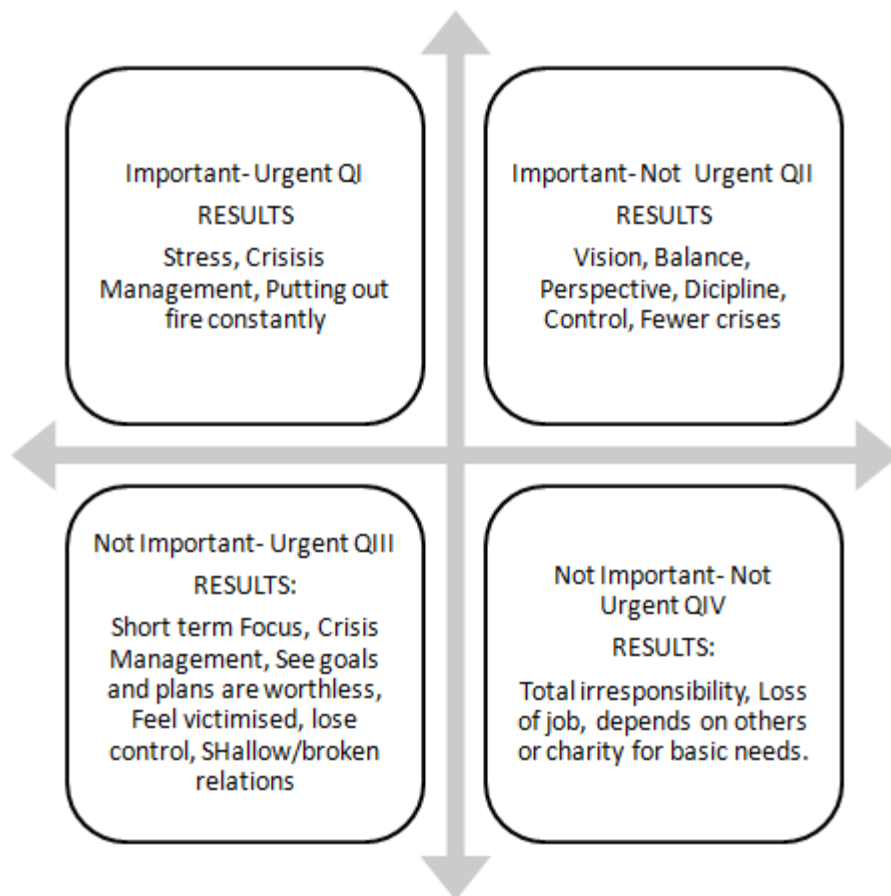 Important- Urgent QI
RESULTS
Stress, Crisisis
Management, Putting out
fire constantly
Important- Not  Urgent QII
RESULTS
Vision, Balance,
Perspective, Dicipline,
Control, Fewer crises
Not Important- Urgent QIII
RESULTS:
Short term Focus, Crisis
Management, See goals
and plans are worthless,
Feel victimised, lose
control, SHallow/broken
relations
Not Important- Not
Urgent QIV
RESULTS:
Total irresponsibility, Loss
of job, depends on others
or charity for basic needs.